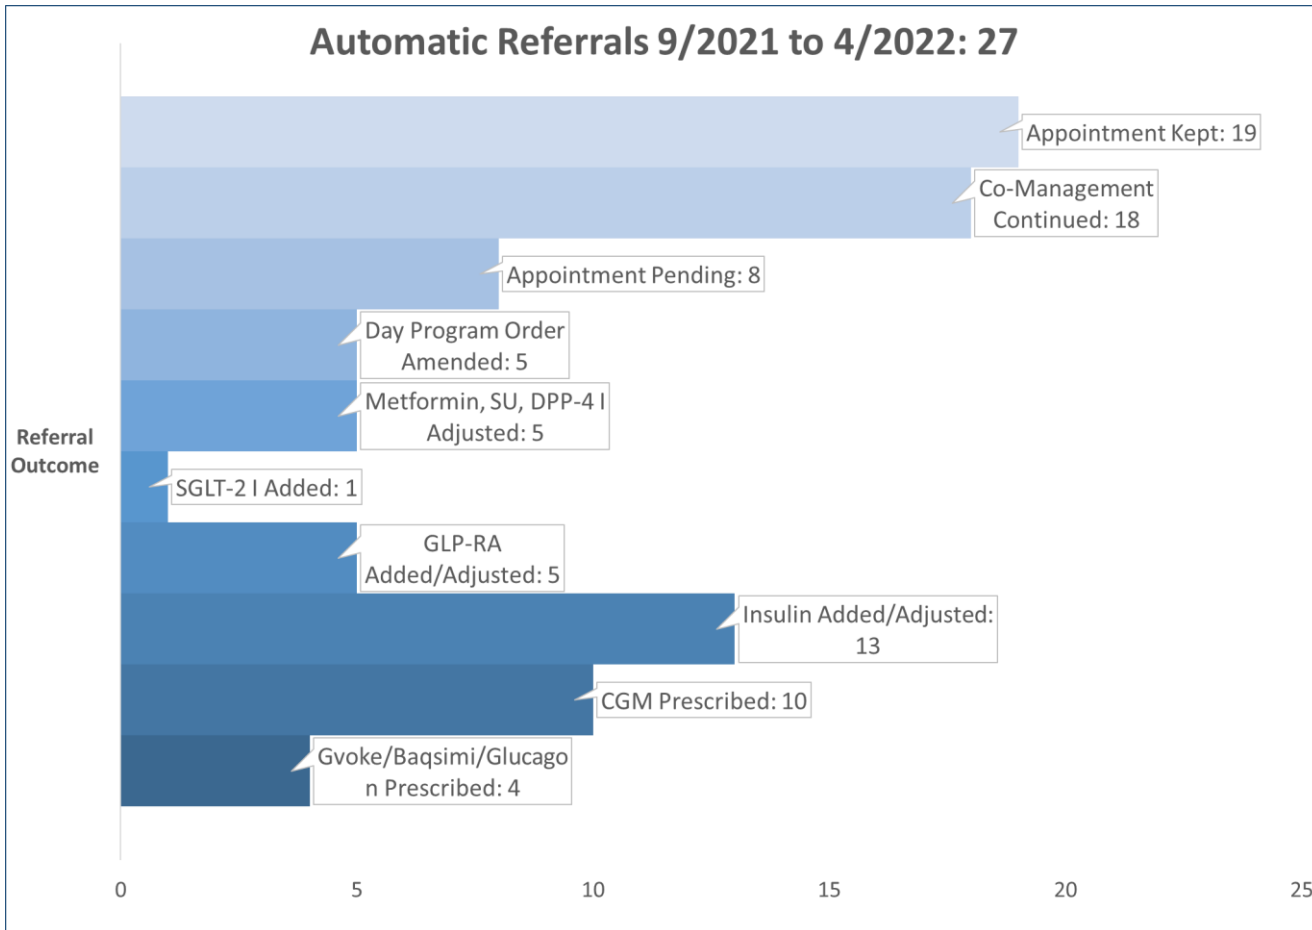 Automatic Referrals 9/2021 to 4/2022: 27
Appointment Kept: 19
Co-Management
Continued: 18
Appointment Pending: 8
Day Program Order
Amended: 5
Metformin, SU, DPP-4 I
Adjusted: 5
Referral
Outcome
SGLT-2 I Added: 1
GLP-RA
Added/Adjusted: 5
Insulin Added/Adjusted:
13
CGM Prescribed: 10
Gvoke/Baqsimi/Glucago
n Prescribed: 4
0 5 10 15 20 25